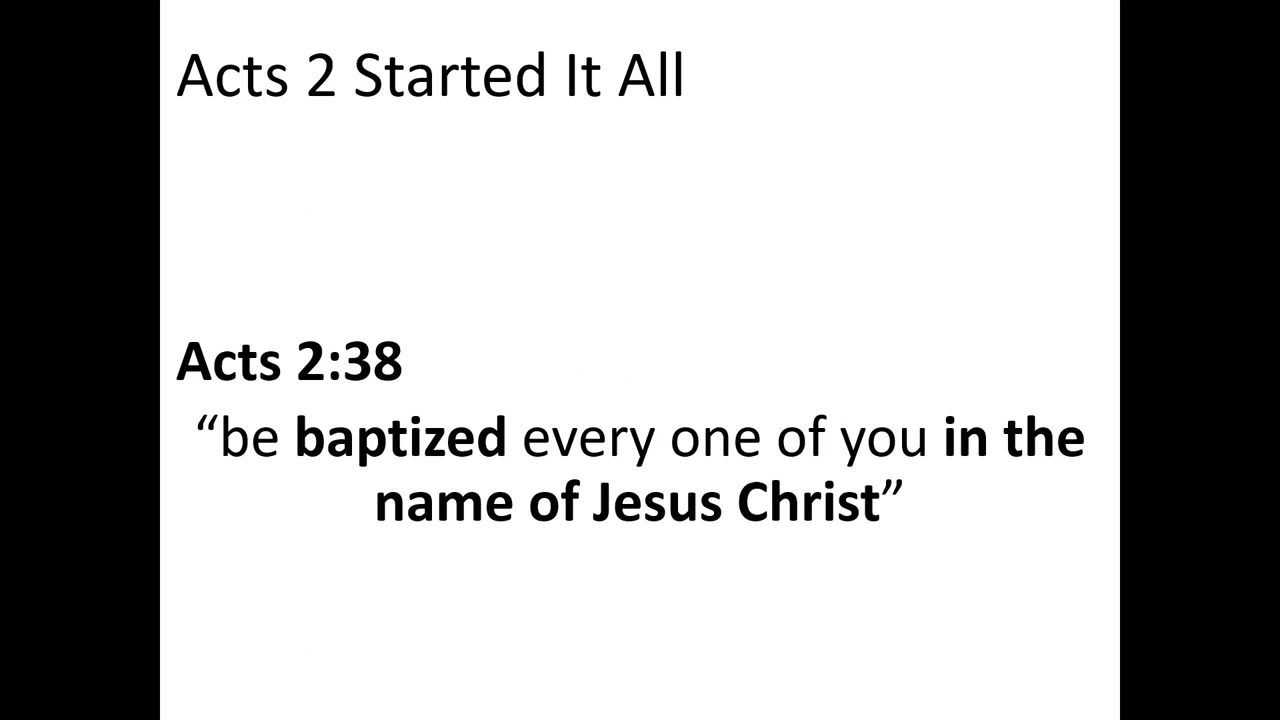 Acts 2 Started It All
Acts 2:38
“be baptized every one of you in the
name of Jesus Christ”